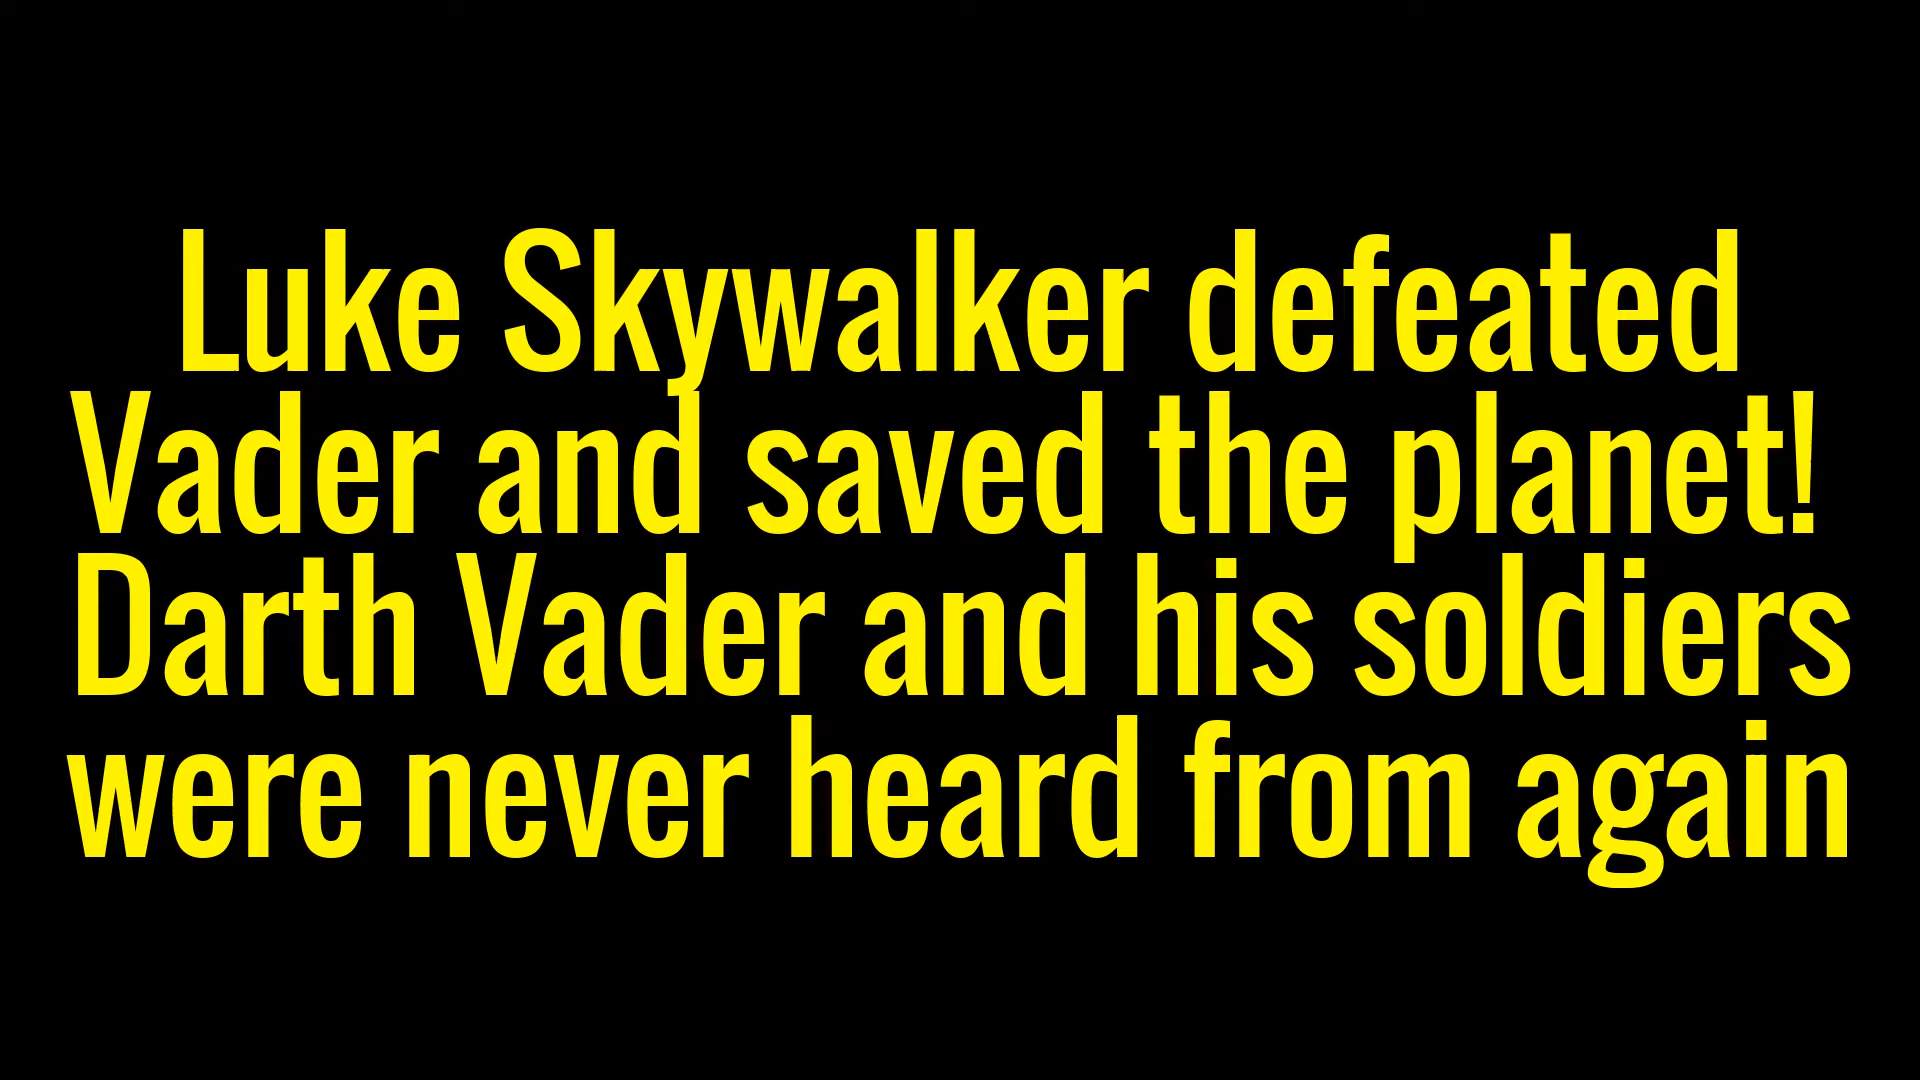 Luke Skywalker defeated
Vader and saved the planet!
Darth Vader and his soldiers
were never heard from again